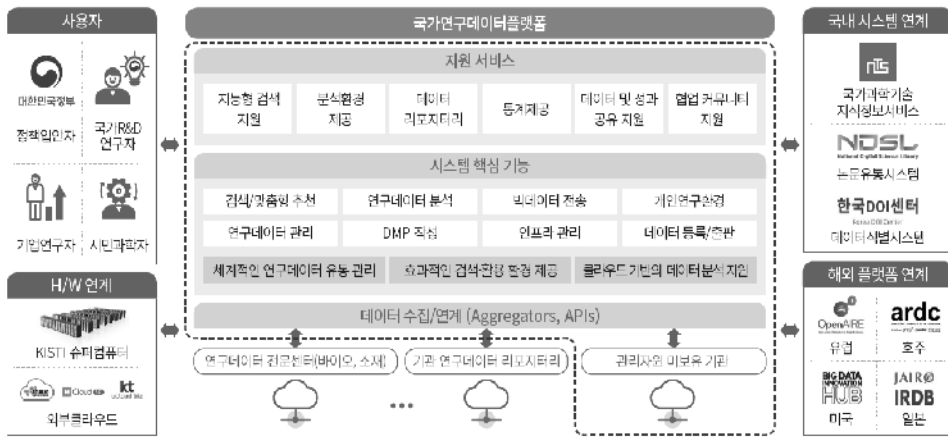 사용자
대한민국정부
정책입안자
국가R&D
연구자
기업연구자
시민과학자
H/W 연계
KISTI 슈퍼컴퓨터
kt
외부클라우드
국가연구데이터플랫폼
지원 서비스
지능형 검색
지원
분석환경
제공
데이터
리포지터리
통계제공
데이터 및 성과
공유 지원
협업 커뮤니티
지원
시스템 핵심 기능
검색/맞춤형 추천
연구데이터 분석
빅데이터 전송
개인연구환경
연구데이터 관리
DMP 작성
인프라 관리
데이터 등록/출판
체계적인 연구데이터 유통 관리
효과적인 검색·활용 환경 제공
클라우드 기반의 데이터 분석 지원
데이터 수집/연계 (Aggregators, APIs)
연구데이터 전문센터(바이오, 소재)
기관 연구데이터 리포지터리
관리자원 미보유 기관
...
국내 시스템 연계
NTIS
국가과학기술
지식정보서비스
NDSL
National Digital Science Library
논문유통시스템
한국DOI센터
Korea DOI Center
데이터식별시스템
해외 플랫폼 연계
OpenAIRE
유럽
ardc
호주
BIG DATA
INNOVATION
HUB
미국
JAIRO
IRDB
일본